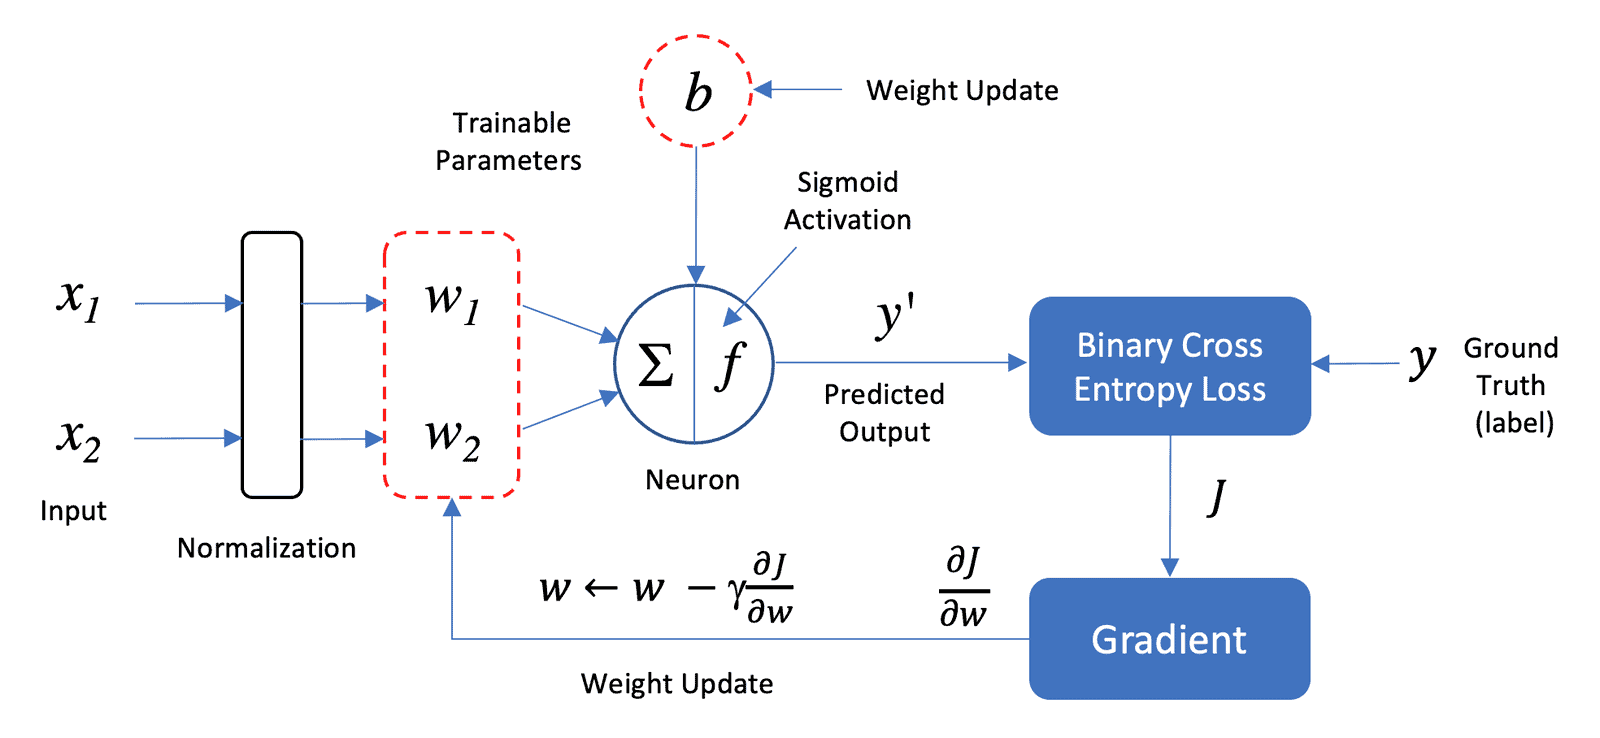 b
Weight Update
Trainable
Parameters
Sigmoid
Activation
x₁
w₁
y'
Binary Cross
Entropy Loss
y
Ground
Truth
(label)
Σ
f
Predicted
Output
x₂
w₂
Neuron
Input
J
Normalization
w ← w − γ ∂J/∂w
∂J/∂w
Gradient
Weight Update